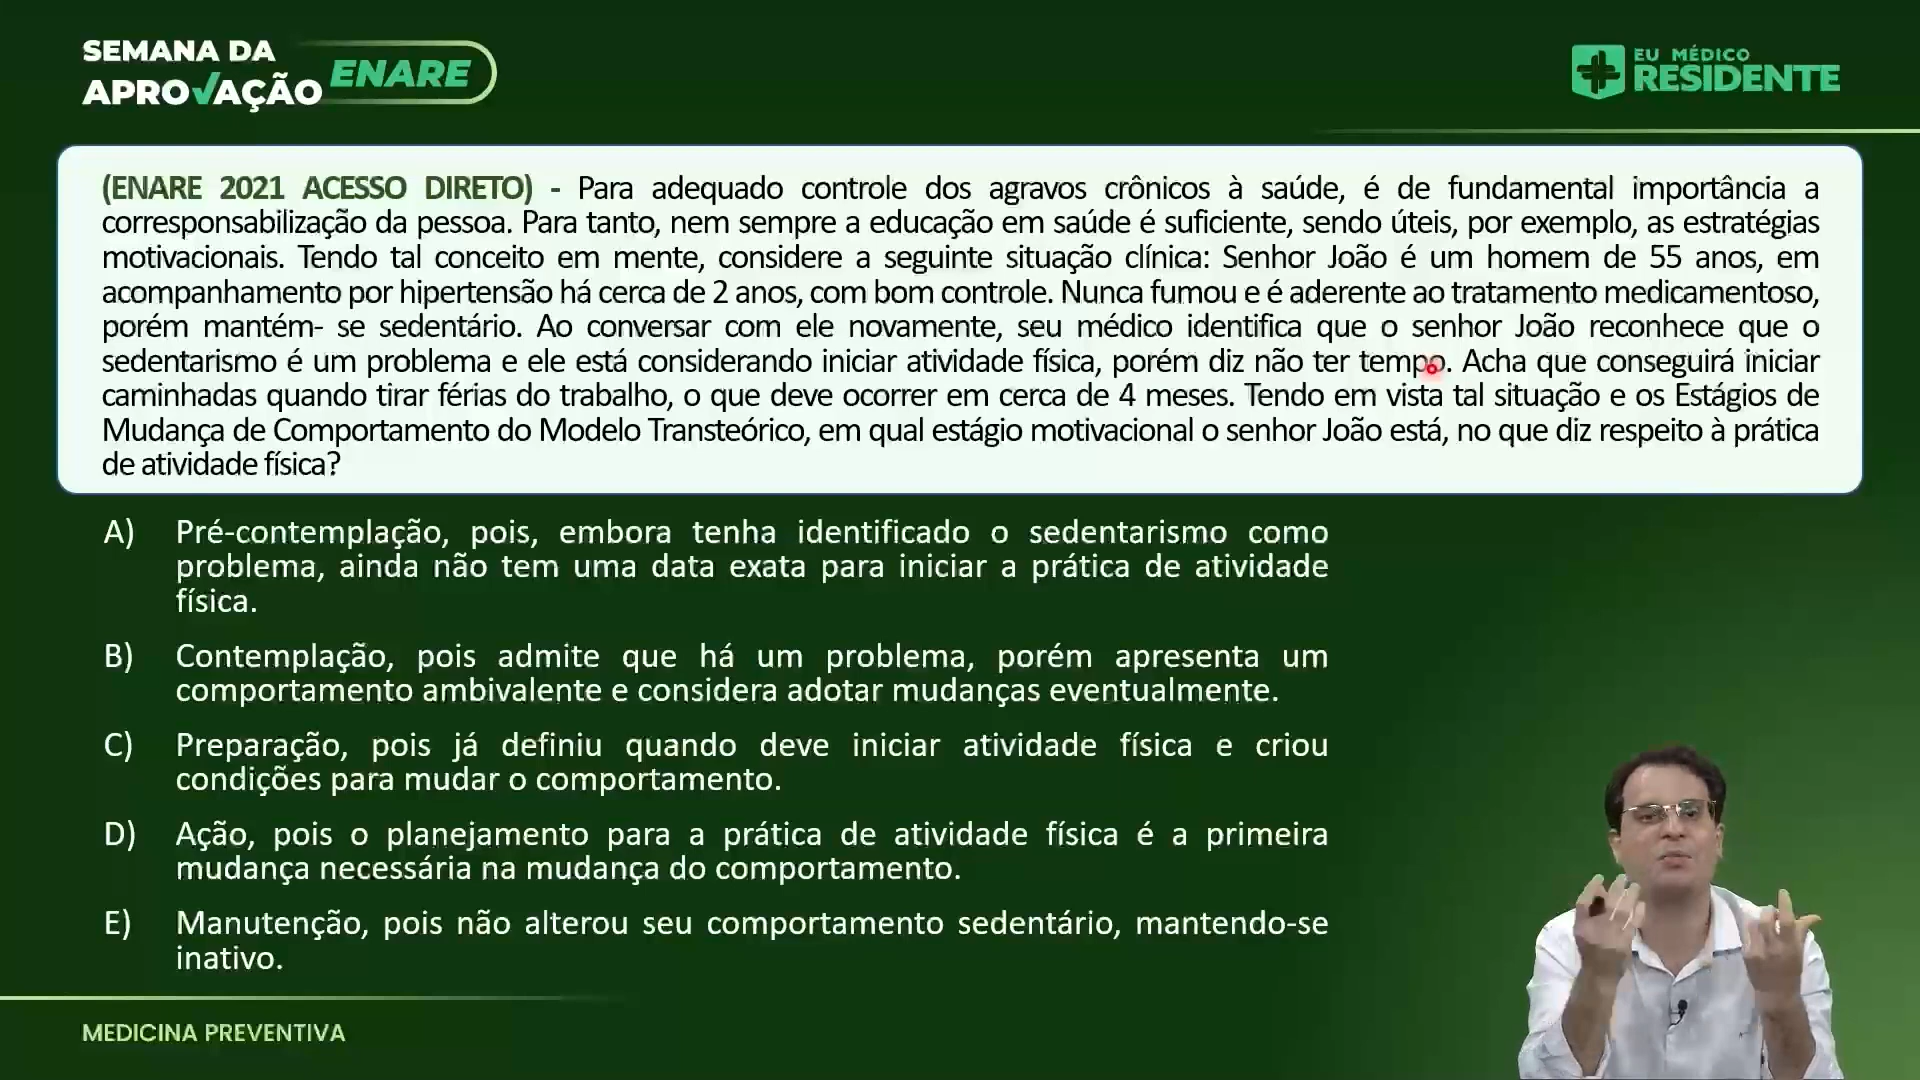 SEMANA DA
APROVAÇÃO ENARE
EU MÉDICO
RESIDENTE
(ENARE 2021 ACESSO DIRETO) - Para adequado controle dos agravos crônicos à saúde, é de fundamental importância a
corresponsabilização da pessoa. Para tanto, nem sempre a educação em saúde é suficiente, sendo úteis, por exemplo, as estratégias
motivacionais. Tendo tal conceito em mente, considere a seguinte situação clínica: Senhor João é um homem de 55 anos, em
acompanhamento por hipertensão há cerca de 2 anos, com bom controle. Nunca fumou e é aderente ao tratamento medicamentoso,
porém mantém- se sedentário. Ao conversar com ele novamente, seu médico identifica que o senhor João reconhece que o
sedentarismo é um problema e ele está considerando iniciar atividade física, porém diz não ter tempo. Acha que conseguirá iniciar
caminhadas quando tirar férias do trabalho, o que deve ocorrer em cerca de 4 meses. Tendo em vista tal situação e os Estágios de
Mudança de Comportamento do Modelo Transteórico, em qual estágio motivacional o senhor João está, no que diz respeito à prática
de atividade física?
A) Pré-contemplação, pois, embora tenha identificado o sedentarismo como
problema, ainda não tem uma data exata para iniciar a prática de atividade
física.
B) Contemplação, pois admite que há um problema, porém apresenta um
comportamento ambivalente e considera adotar mudanças eventualmente.
C) Preparação, pois já definiu quando deve iniciar atividade física e criou
condições para mudar o comportamento.
D) Ação, pois o planejamento para a prática de atividade física é a primeira
mudança necessária na mudança do comportamento.
E) Manutenção, pois não alterou seu comportamento sedentário, mantendo-se
inativo.
MEDICINA PREVENTIVA